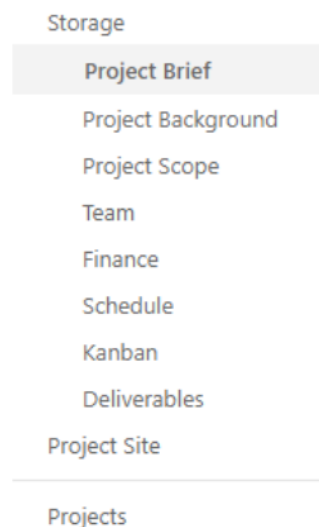 Storage
Project Brief
Project Background
Project Scope
Team
Finance
Schedule
Kanban
Deliverables
Project Site
Projects